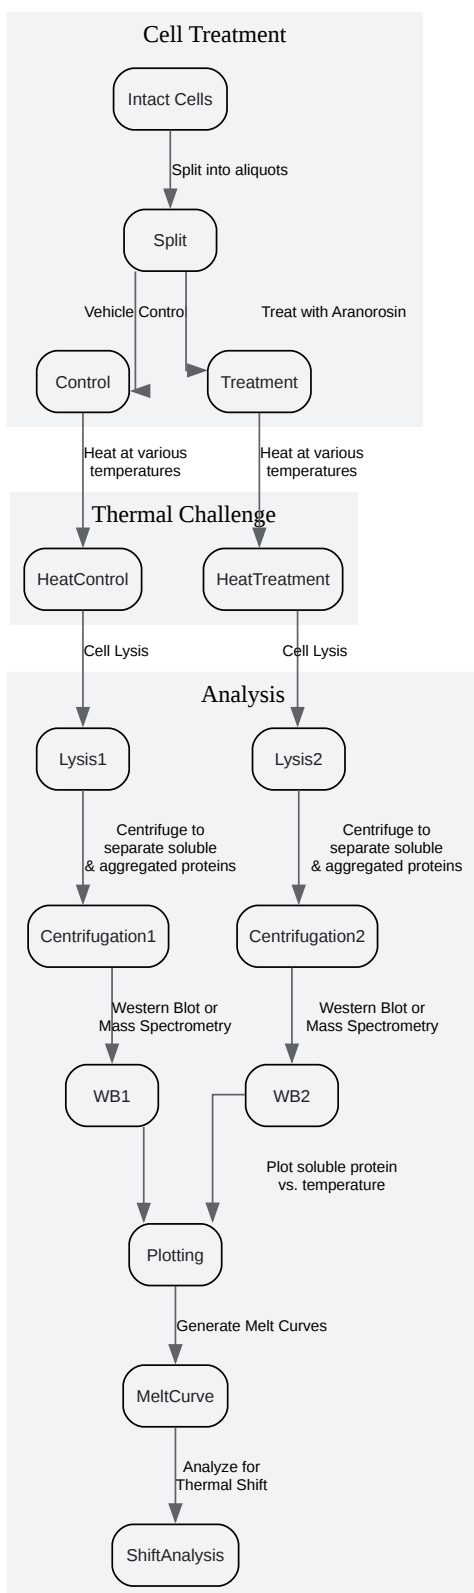 Cell Treatment
Intact Cells
Split into aliquots
Split
Vehicle Control
Treat with Aranorosin
Control
Treatment
Heat at various
temperatures
Heat at various
temperatures
Thermal Challenge
HeatControl
HeatTreatment
Cell Lysis
Cell Lysis
Analysis
Lysis1
Lysis2
Centrifuge to
separate soluble
& aggregated proteins
Centrifuge to
separate soluble
& aggregated proteins
Centrifugation1
Centrifugation2
Western Blot or
Mass Spectrometry
Western Blot or
Mass Spectrometry
WB1
WB2
Plot soluble protein
vs. temperature
Plotting
Generate Melt Curves
MeltCurve
Analyze for
Thermal Shift
ShiftAnalysis